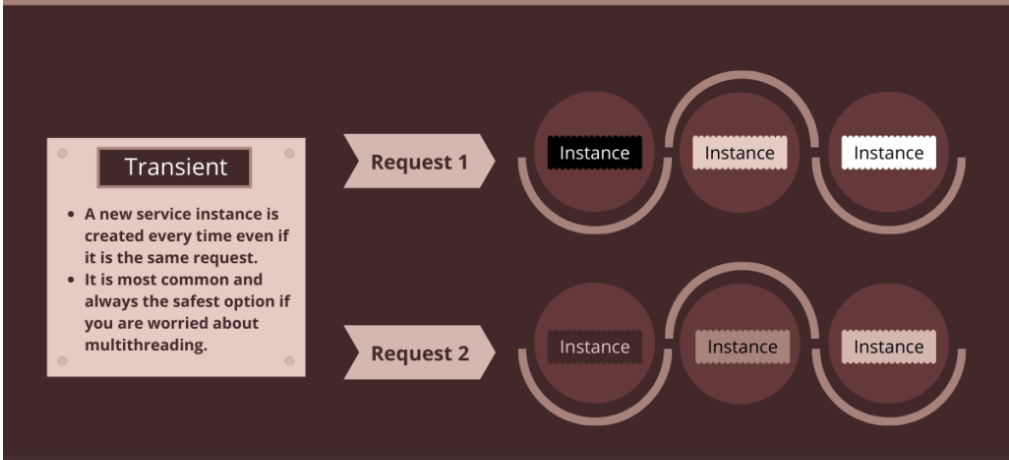 Transient
• A new service instance is
created every time even if
it is the same request.
• It is most common and
always the safest option if
you are worried about
multithreading.
Request 1
Instance
Instance
Instance
Request 2
Instance
Instance
Instance